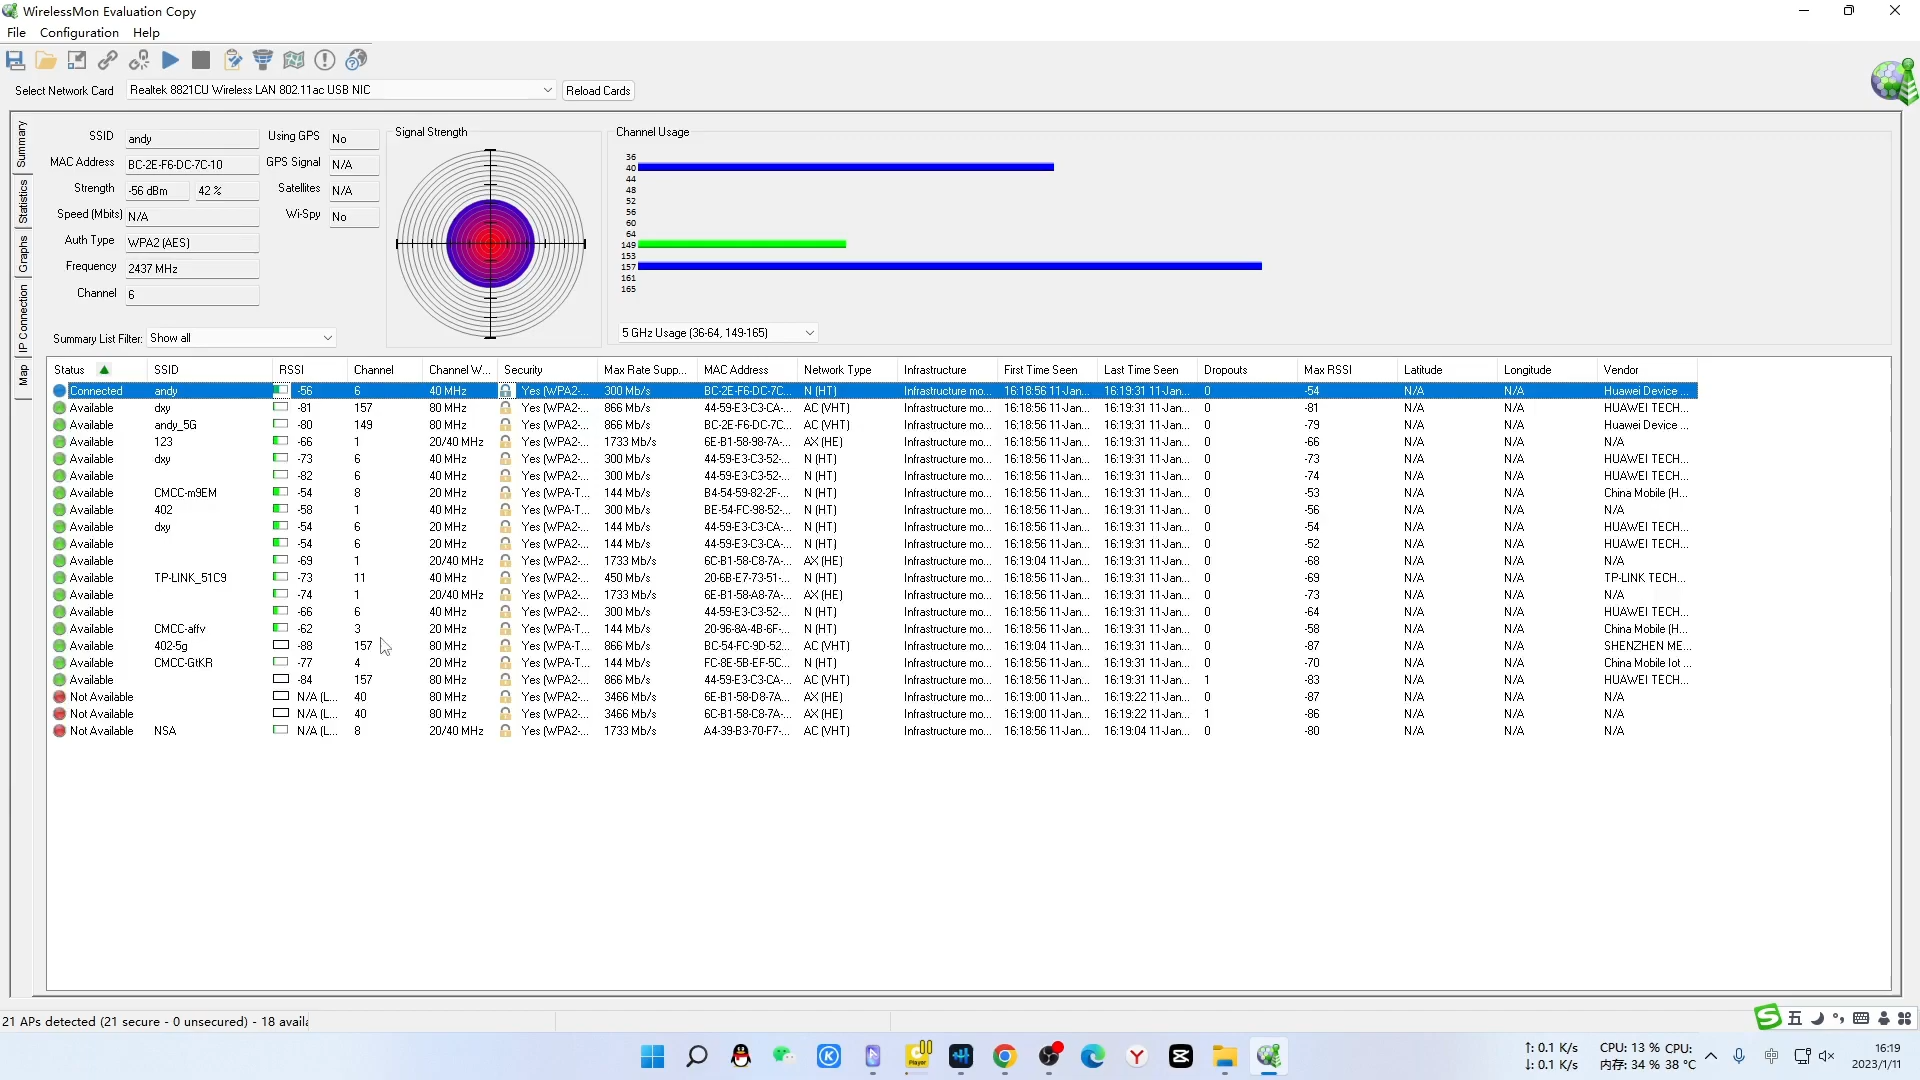 WirelessMon Evaluation Copy
File Configuration Help
Select Network Card Realtek 8821CU Wireless LAN 802.11ac USB NIC Reload Cards
Summary
Statistics
Graphs
IP Connection
Map
SSID andy Using GPS No
MAC Address BC-2E-F6-DC-7C-10 GPS Signal N/A
Strength -56 dBm 42 % Satellites N/A
Speed (Mbits) N/A Wi-Spy No
Auth Type WPA2 (AES)
Frequency 2437 MHz
Channel 6
Summary List Filter: Show all
Signal Strength
Channel Usage
36
40
44
48
52
56
60
64
149
153
157
161
165
5 GHz Usage (36-64, 149-165)
Status SSID RSSI Channel Channel W... Security Max Rate Supp... MAC Address Network Type Infrastructure First Time Seen Last Time Seen Dropouts Max RSSI Latitude Longitude Vendor
Connected andy -56 6 40 MHz Yes (WPA2-... 300 Mb/s BC-2E-F6-DC-7C... N (HT) Infrastructure mo... 16:18:56 11-Jan... 16:19:31 11-Jan... 0 -54 N/A N/A Huawei Device ...
Available dxy -81 157 80 MHz Yes (WPA2-... 866 Mb/s 44-59-E3-C3-CA-... AC (VHT) Infrastructure mo... 16:18:56 11-Jan... 16:19:31 11-Jan... 0 -81 N/A N/A HUAWEI TECH...
Available andy_5G -80 149 80 MHz Yes (WPA2-... 866 Mb/s BC-2E-F6-DC-7C... AC (VHT) Infrastructure mo... 16:18:56 11-Jan... 16:19:31 11-Jan... 0 -79 N/A N/A Huawei Device ...
Available 123 -66 1 20/40 MHz Yes (WPA2-... 1733 Mb/s 6E-B1-58-98-7A-... AX (HE) Infrastructure mo... 16:18:56 11-Jan... 16:19:31 11-Jan... 0 -66 N/A N/A N/A
Available dxy -73 6 40 MHz Yes (WPA2-... 300 Mb/s 44-59-E3-C3-52-... N (HT) Infrastructure mo... 16:18:56 11-Jan... 16:19:31 11-Jan... 0 -73 N/A N/A HUAWEI TECH...
Available -82 6 40 MHz Yes (WPA2-... 300 Mb/s 44-59-E3-C3-52-... N (HT) Infrastructure mo... 16:18:56 11-Jan... 16:19:31 11-Jan... 0 -74 N/A N/A HUAWEI TECH...
Available CMCC-m9EM -54 8 20 MHz Yes (WPA-T... 144 Mb/s B4-54-59-82-2F-... N (HT) Infrastructure mo... 16:18:56 11-Jan... 16:19:31 11-Jan... 0 -53 N/A N/A China Mobile (H...
Available 402 -58 1 40 MHz Yes (WPA-T... 300 Mb/s BE-54-FC-98-52-... N (HT) Infrastructure mo... 16:18:56 11-Jan... 16:19:31 11-Jan... 0 -56 N/A N/A N/A
Available dxy -54 6 20 MHz Yes (WPA2-... 144 Mb/s 44-59-E3-C3-CA-... N (HT) Infrastructure mo... 16:18:56 11-Jan... 16:19:31 11-Jan... 0 -54 N/A N/A HUAWEI TECH...
Available -54 6 20 MHz Yes (WPA2-... 144 Mb/s 44-59-E3-C3-CA-... N (HT) Infrastructure mo... 16:18:56 11-Jan... 16:19:31 11-Jan... 0 -52 N/A N/A HUAWEI TECH...
Available -69 1 20/40 MHz Yes (WPA2-... 1733 Mb/s 6C-B1-58-C8-7A-... AX (HE) Infrastructure mo... 16:19:04 11-Jan... 16:19:31 11-Jan... 0 -68 N/A N/A N/A
Available TP-LINK_51C9 -73 11 40 MHz Yes (WPA2-... 450 Mb/s 20-6B-E7-73-51-... N (HT) Infrastructure mo... 16:18:56 11-Jan... 16:19:31 11-Jan... 0 -69 N/A N/A TP-LINK TECH...
Available -74 1 20/40 MHz Yes (WPA2-... 1733 Mb/s 6E-B1-58-A8-7A-... AX (HE) Infrastructure mo... 16:18:56 11-Jan... 16:19:31 11-Jan... 0 -73 N/A N/A N/A
Available -66 6 40 MHz Yes (WPA2-... 300 Mb/s 44-59-E3-C3-52-... N (HT) Infrastructure mo... 16:18:56 11-Jan... 16:19:31 11-Jan... 0 -64 N/A N/A HUAWEI TECH...
Available CMCC-affv -62 3 20 MHz Yes (WPA-T... 144 Mb/s 20-96-8A-4B-6F-... N (HT) Infrastructure mo... 16:18:56 11-Jan... 16:19:31 11-Jan... 0 -58 N/A N/A China Mobile (H...
Available 402-5g -88 157 80 MHz Yes (WPA-T... 866 Mb/s BC-54-FC-9D-52... AC (VHT) Infrastructure mo... 16:19:04 11-Jan... 16:19:31 11-Jan... 0 -87 N/A N/A SHENZHEN ME...
Available CMCC-GtKR -77 4 20 MHz Yes (WPA-T... 144 Mb/s FC-8E-5B-EF-5C... N (HT) Infrastructure mo... 16:18:56 11-Jan... 16:19:31 11-Jan... 0 -70 N/A N/A China Mobile Iot ...
Available -84 157 80 MHz Yes (WPA2-... 866 Mb/s 44-59-E3-C3-CA-... AC (VHT) Infrastructure mo... 16:18:56 11-Jan... 16:19:31 11-Jan... 1 -83 N/A N/A HUAWEI TECH...
Not Available N/A (L... 40 80 MHz Yes (WPA2-... 3466 Mb/s 6E-B1-58-D8-7A... AX (HE) Infrastructure mo... 16:19:00 11-Jan... 16:19:22 11-Jan... 0 -87 N/A N/A N/A
Not Available N/A (L... 40 80 MHz Yes (WPA2-... 3466 Mb/s 6C-B1-58-C8-7A... AX (HE) Infrastructure mo... 16:19:00 11-Jan... 16:19:22 11-Jan... 1 -86 N/A N/A N/A
Not Available NSA N/A (L... 8 20/40 MHz Yes (WPA2-... 1733 Mb/s A4-39-B3-70-F7-... AC (VHT) Infrastructure mo... 16:18:56 11-Jan... 16:19:04 11-Jan... 0 -80 N/A N/A N/A
21 APs detected (21 secure - 0 unsecured) - 18 availa
五
↑: 0.1 K/s CPU: 13 % CPU: 中 16:19
↓: 0.1 K/s 内存: 34 % 38 °C 2023/1/11